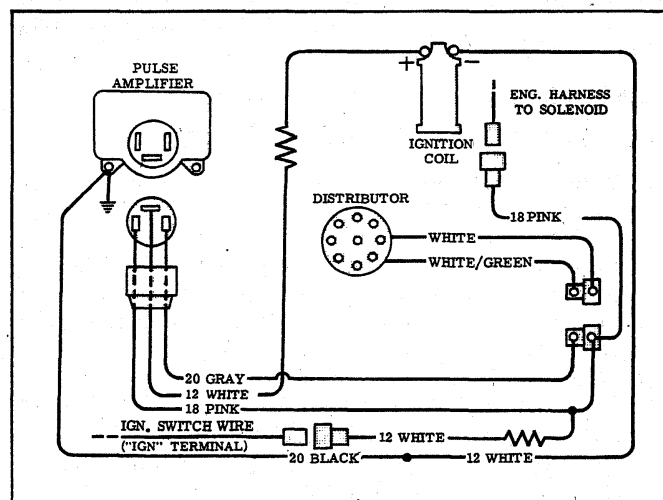 PULSE
AMPLIFIER
+
−
ENG. HARNESS
TO SOLENOID
IGNITION
COIL
DISTRIBUTOR
18 PINK
WHITE
WHITE/GREEN
20 GRAY
12 WHITE
18 PINK
IGN. SWITCH WIRE
("IGN" TERMINAL)
12 WHITE
20 BLACK
12 WHITE